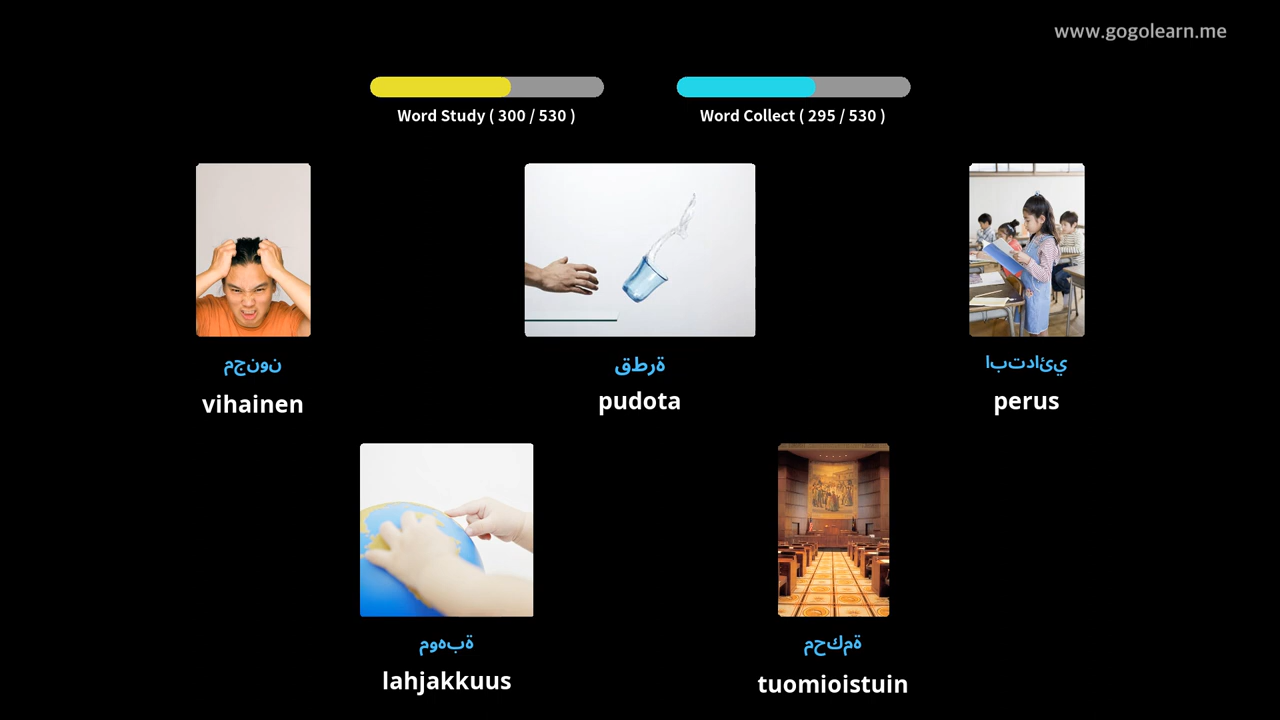 www.gogolearn.me
Word Study ( 300 / 530 )
Word Collect ( 295 / 530 )
مجنون
قطرة
ابتدائي
vihainen
pudota
perus
موهبة
محكمة
lahjakkuus
tuomioistuin